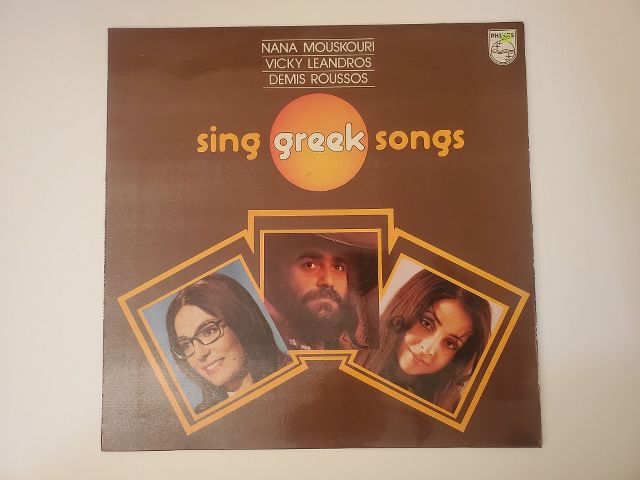 NANA MOUSKOURI
VICKY LEANDROS
DEMIS ROUSSOS
PHILIPS
sing greek songs